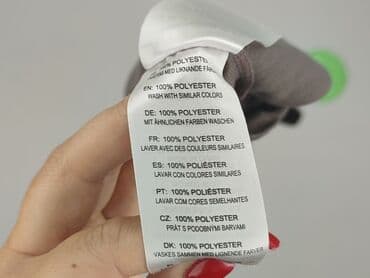 100% POLYESTER
MED LIKNANDE
EN: 100% POLYESTER
WASH WITH SIMILAR COLORS
DE: 100% POLYESTER
MIT ÄHNLICHEN FARBEN WASCHEN
FR: 100% POLYESTER
LAVER AVEC DES COULEURS SIMILAIRES
ES: 100% POLIÉSTER
LAVAR CON COLORES SIMILARES
PT: 100% POLIÉSTER
LAVAR COM CORES SEMELHANTES
CZ: 100% POLYESTER
PRÁT S PODOBNÝMI BARVAMI
DK: 100% POLYESTER
VASKES SAMMEN MED LIGNENDE FARVER